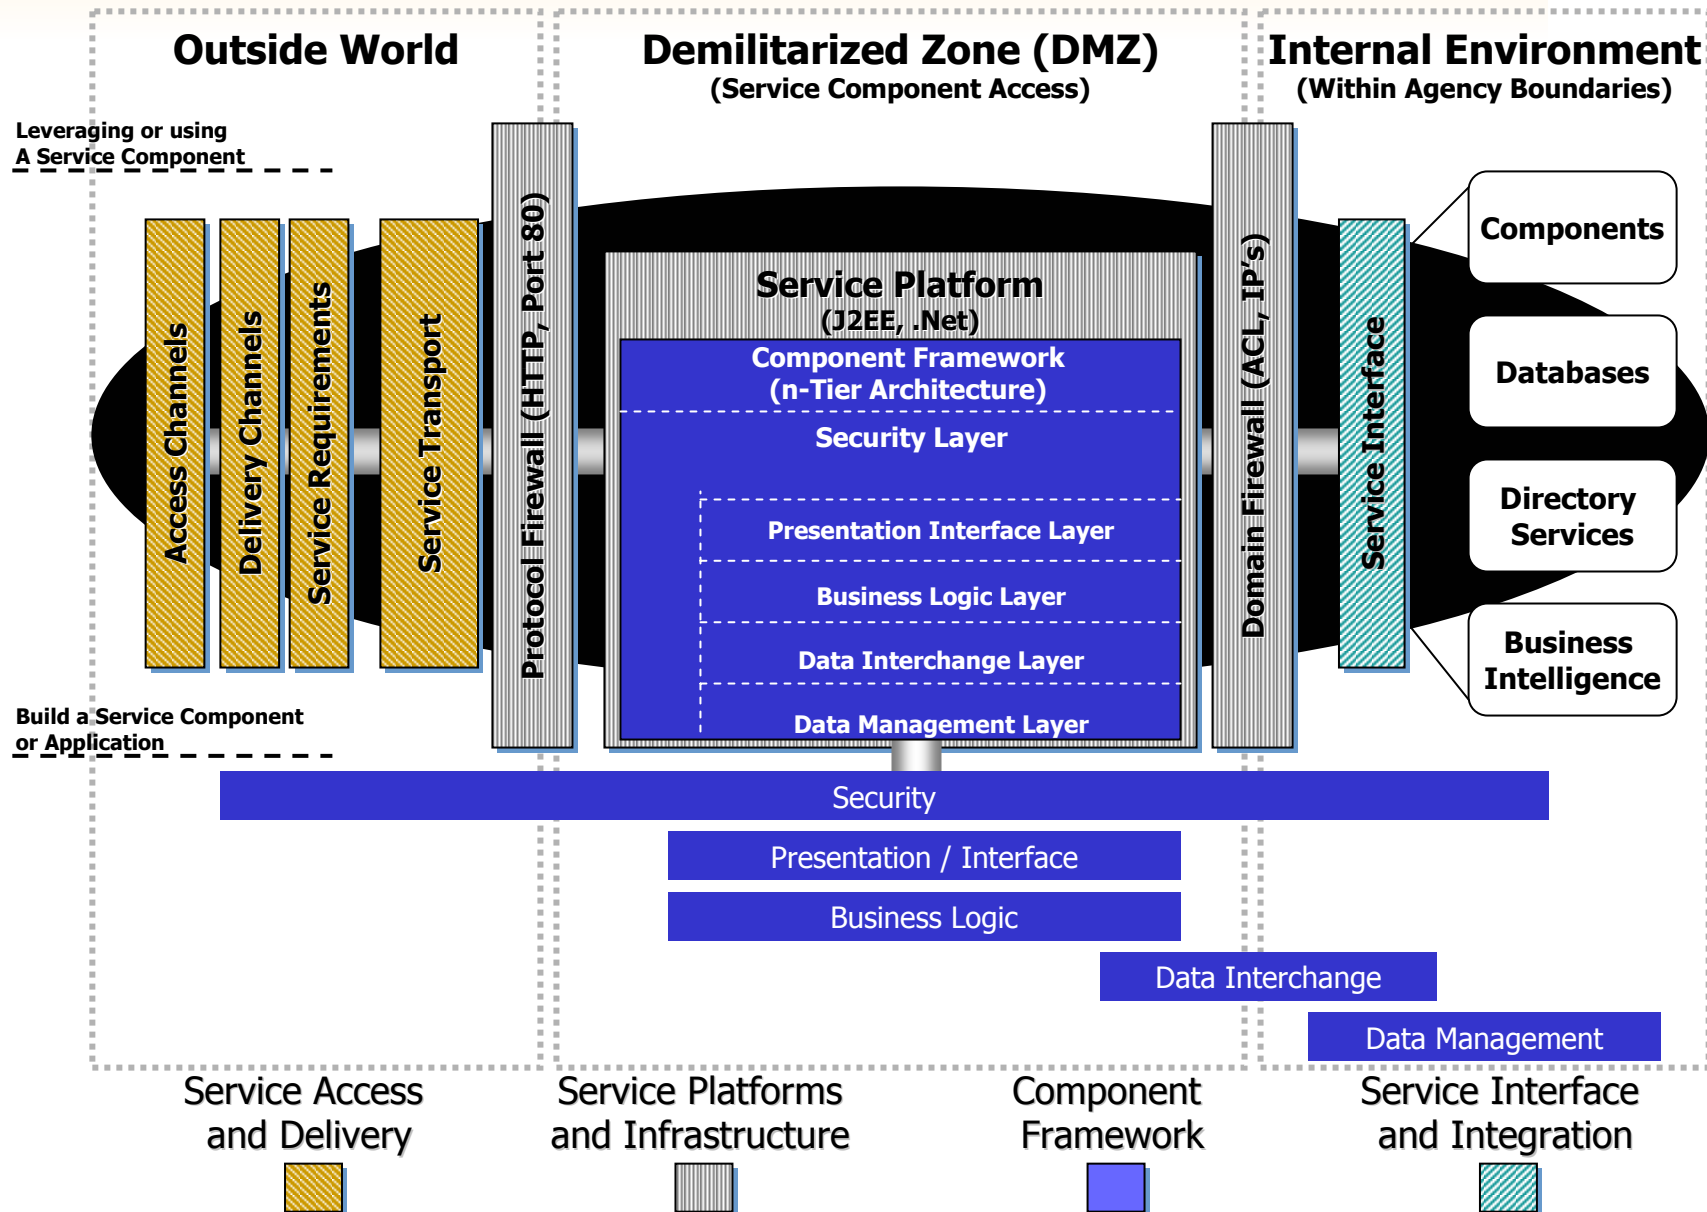 Outside World
Demilitarized Zone (DMZ)
(Service Component Access)
Internal Environment
(Within Agency Boundaries)
Leveraging or using
A Service Component
Access Channels
Delivery Channels
Service Requirements
Service Transport
Protocol Firewall (HTTP, Port 80)
Service Platform
(J2EE, .Net)
Component Framework
(n-Tier Architecture)
Security Layer
Presentation Interface Layer
Business Logic Layer
Data Interchange Layer
Data Management Layer
Domain Firewall (ACL, IP's)
Service Interface
Components
Databases
Directory
Services
Business
Intelligence
Build a Service Component
or Application
Security
Presentation / Interface
Business Logic
Data Interchange
Data Management
Service Access
and Delivery
Service Platforms
and Infrastructure
Component
Framework
Service Interface
and Integration